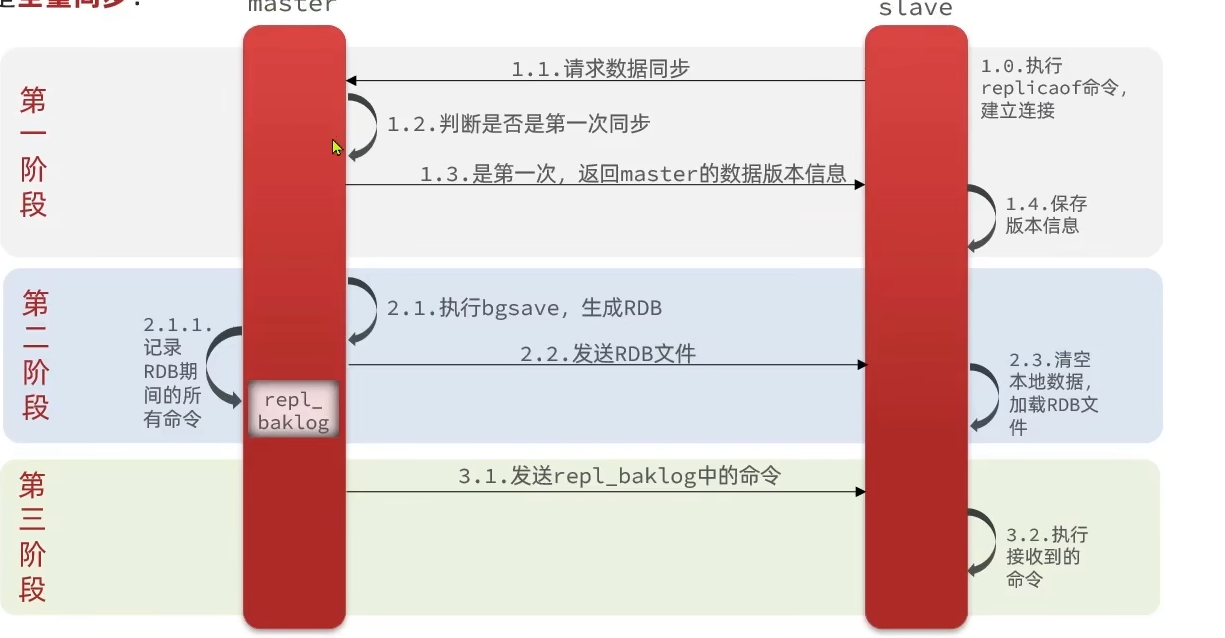 全量同步：
master
slave
第一阶段
1.1.请求数据同步
1.0.执行
replicaof命令，
建立连接
1.2.判断是否是第一次同步
1.3.是第一次，返回master的数据版本信息
1.4.保存
版本信息
第二阶段
2.1.执行bgsave，生成RDB
2.1.1.
记录
RDB期
间的所
有命令
repl_
baklog
2.2.发送RDB文件
2.3.清空
本地数据，
加载RDB文
件
第三阶段
3.1.发送repl_baklog中的命令
3.2.执行
接收到的
命令